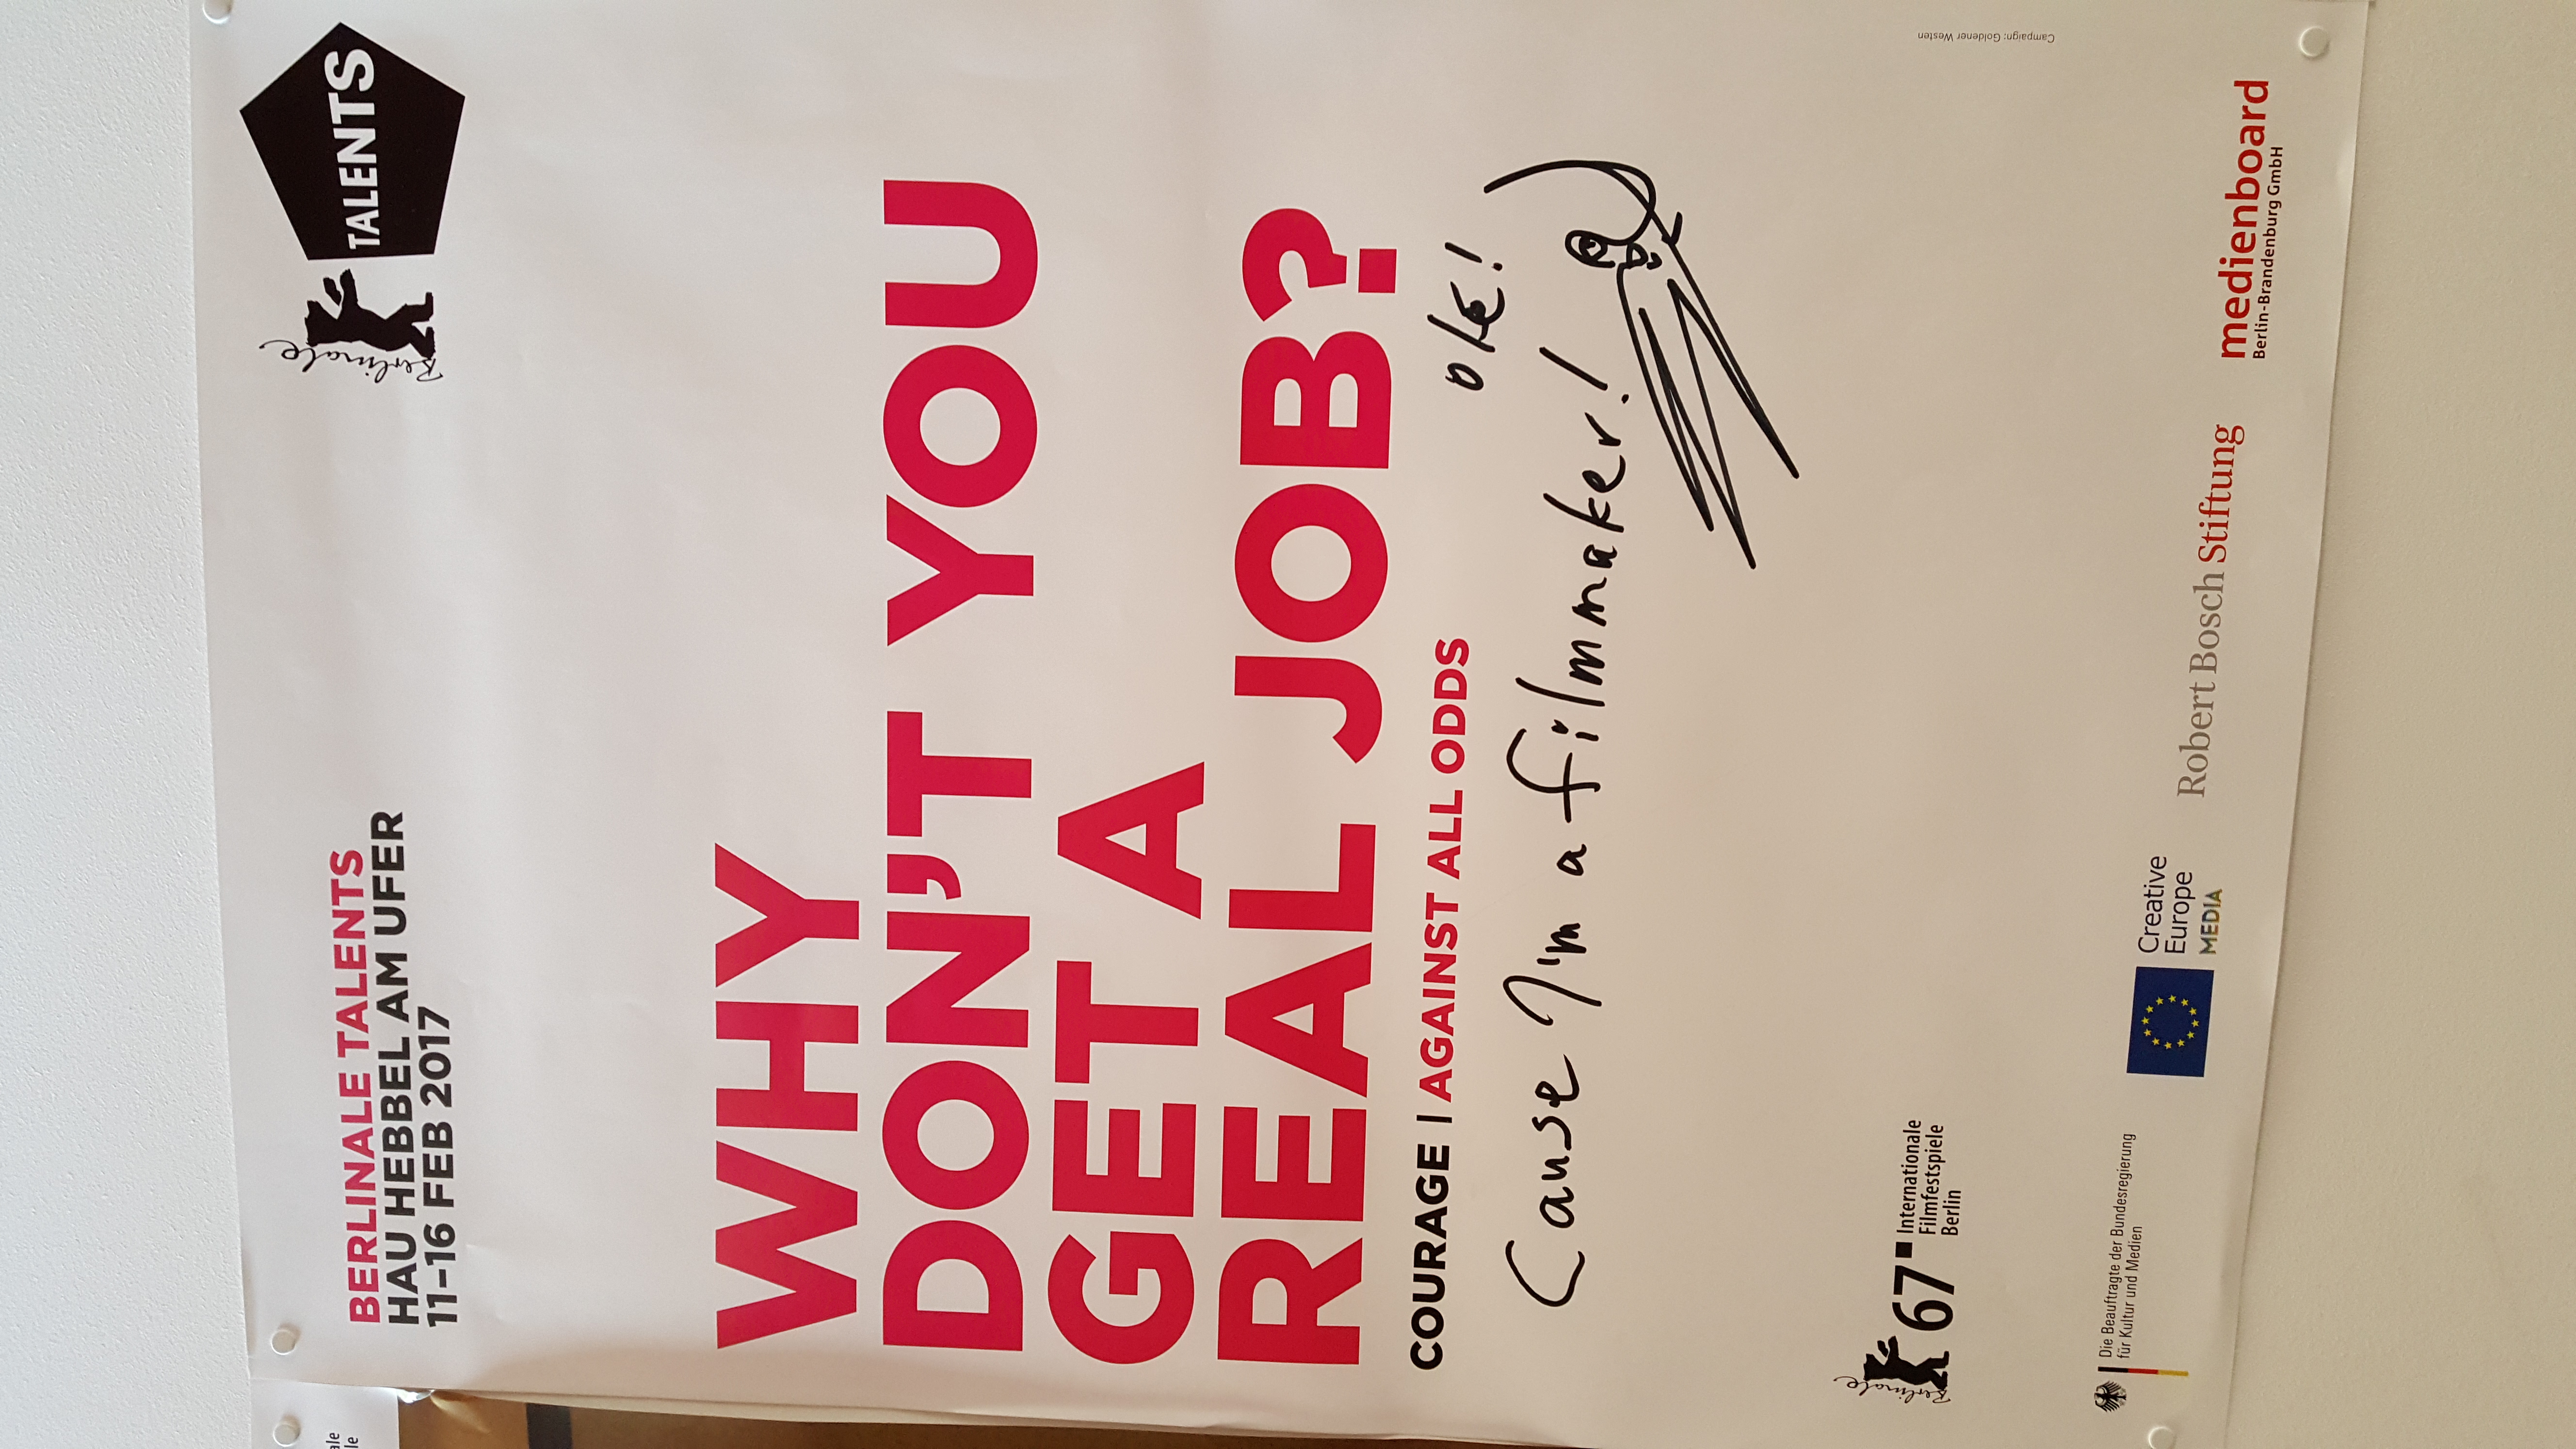 BERLINALE TALENTS
HAU HEBBEL AM UFER
11-16 FEB 2017
Berlinale
TALENTS
WHY
DON'T YOU
GET A
REAL JOB?
COURAGE | AGAINST ALL ODDS
Cause I'm a filmmaker!
Berlinale
67
Internationale
Filmfestspiele
Berlin
Die Beauftragte der Bundesregierung
für Kultur und Medien
Creative
Europe
MEDIA
Robert Bosch Stiftung
medienboard
Berlin-Brandenburg GmbH
Campaign: Goldener Westen